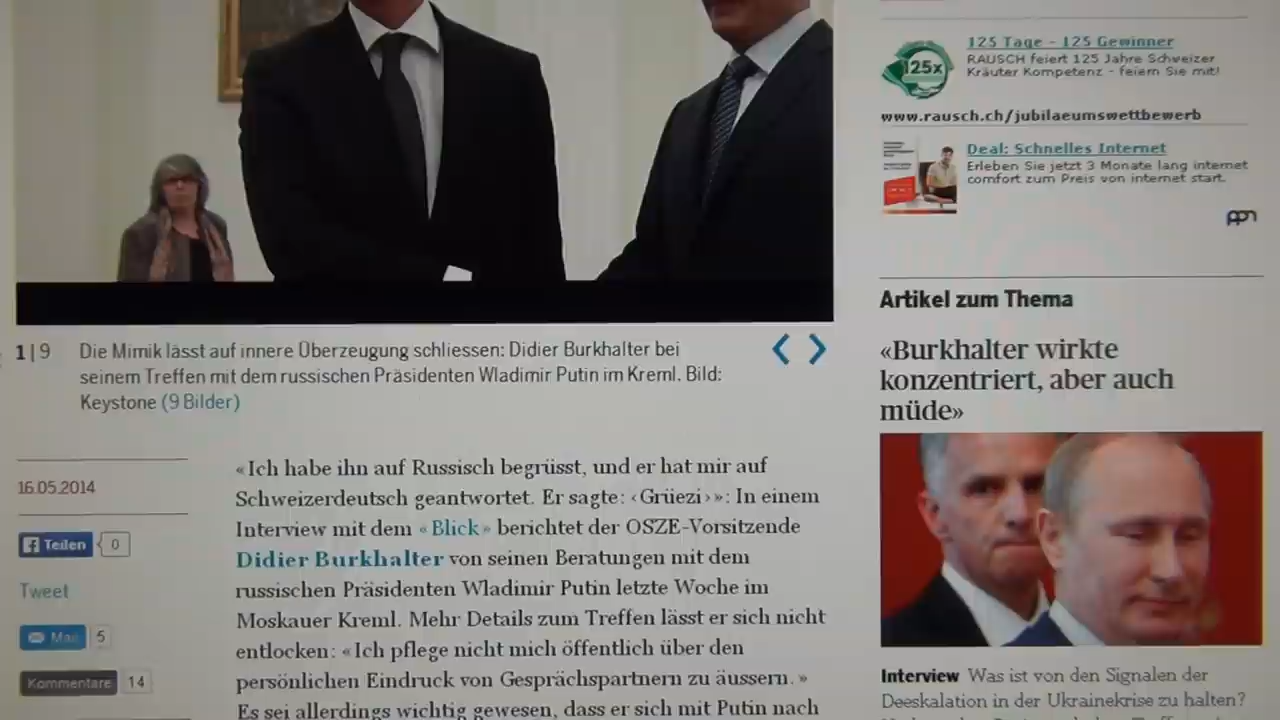 1|9
Die Mimik lässt auf innere Überzeugung schliessen: Didier Burkhalter bei
seinem Treffen mit dem russischen Präsidenten Wladimir Putin im Kreml. Bild:
Keystone (9 Bilder)
16.05.2014
Teilen 0
Tweet
Mail 5
Kommentare 14
«Ich habe ihn auf Russisch begrüsst, und er hat mir auf
Schweizerdeutsch geantwortet. Er sagte: ‹Grüezi›»: In einem
Interview mit dem «Blick» berichtet der OSZE-Vorsitzende
Didier Burkhalter von seinen Beratungen mit dem
russischen Präsidenten Wladimir Putin letzte Woche im
Moskauer Kreml. Mehr Details zum Treffen lässt er sich nicht
entlocken: «Ich pflege nicht mich öffentlich über den
persönlichen Eindruck von Gesprächspartnern zu äussern.»
Es sei allerdings wichtig gewesen, dass er sich mit Putin nach
125x
125 Tage - 125 Gewinner
RAUSCH feiert 125 Jahre Schweizer
Kräuter Kompetenz - feiern Sie mit!
www.rausch.ch/jubilaeumswettbewerb
Deal: Schnelles Internet
Erleben Sie jetzt 3 Monate lang internet
comfort zum Preis von internet start.
ppn
Artikel zum Thema
«Burkhalter wirkte
konzentriert, aber auch
müde»
Interview Was ist von den Signalen der
Deeskalation in der Ukrainekrise zu halten?